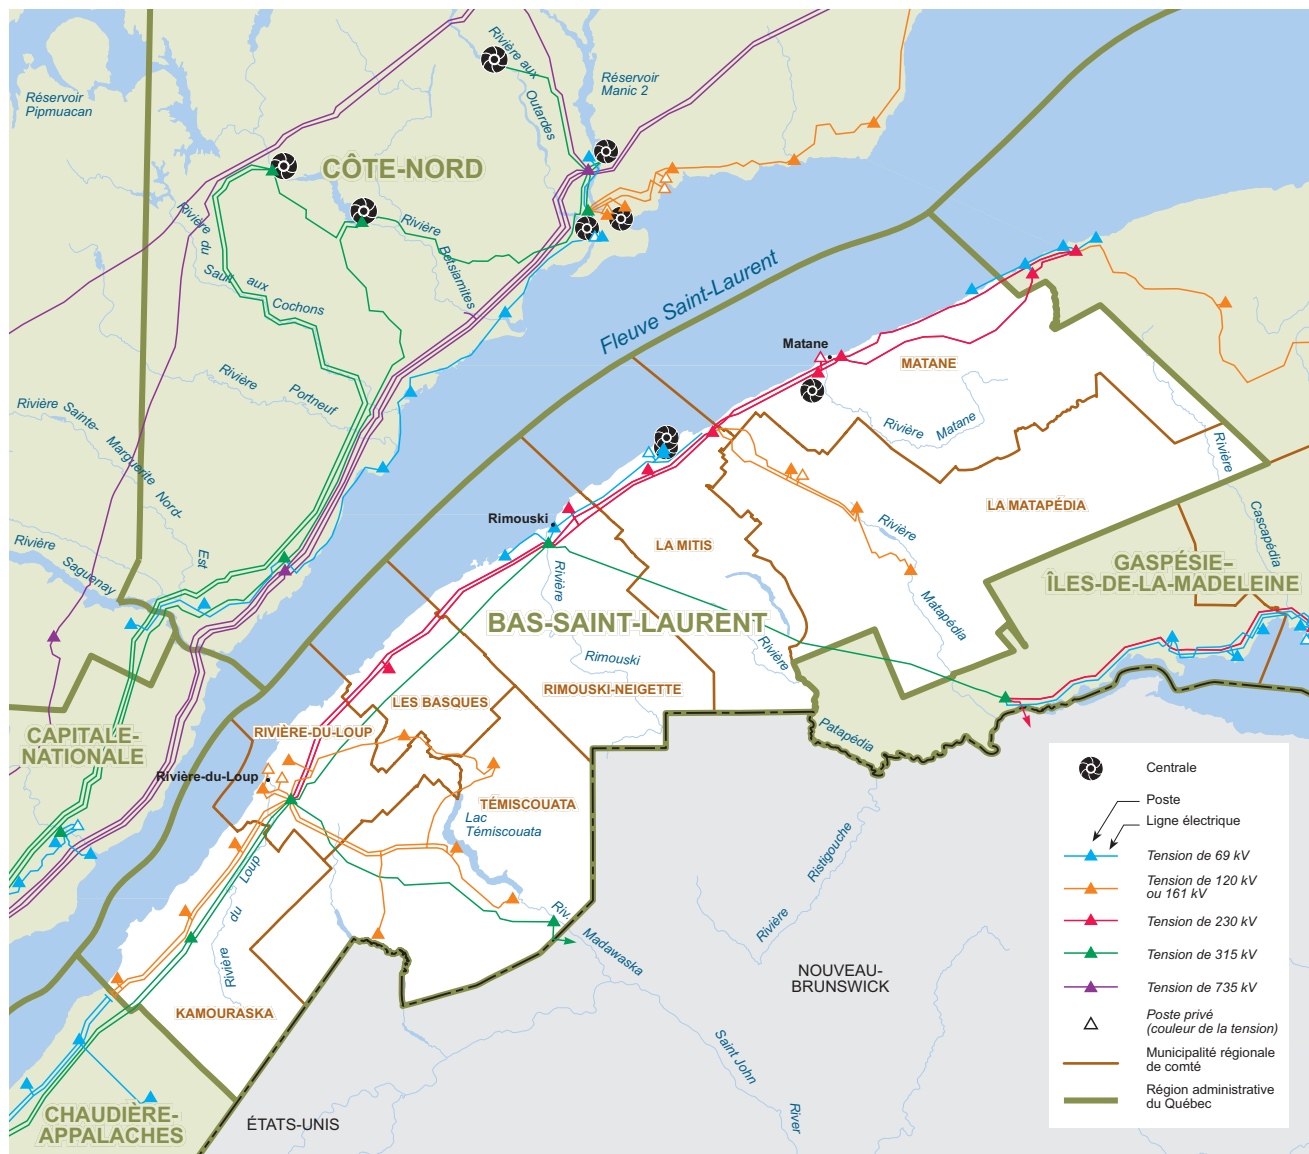 Réservoir
Pipmuacan
Rivière aux
Outardes
Réservoir
Manic 2
CÔTE-NORD
Rivière
du
Sault
aux
Cochons
Rivière
Betsiamites
Fleuve Saint-Laurent
Rivière
Portneuf
Rivière
Sainte-
Marguerite
Nord-
Est
Rivière
Saguenay
Matane
MATANE
Rivière
Matane
LA MATAPÉDIA
Rivière
Cascapédia
Rimouski
LA MITIS
Rivière
Matapédia
GASPÉSIE–
ÎLES-DE-LA-MADELEINE
BAS-SAINT-LAURENT
Rivière
Rimouski
Rivière
Patapédia
RIMOUSKI-NEIGETTE
LES BASQUES
RIVIÈRE-DU-LOUP
CAPITALE-
NATIONALE
Rivière-du-Loup
TÉMISCOUATA
Lac
Témiscouata
Rivière
du
Loup
Riv.
Madawaska
Rivière
Ristigouche
NOUVEAU-
BRUNSWICK
KAMOURASKA
Saint John
River
CHAUDIÈRE-
APPALACHES
ÉTATS-UNIS
Centrale
Poste
Ligne électrique
Tension de 69 kV
Tension de 120 kV
ou 161 kV
Tension de 230 kV
Tension de 315 kV
Tension de 735 kV
Poste privé
(couleur de la tension)
Municipalité régionale
de comté
Région administrative
du Québec